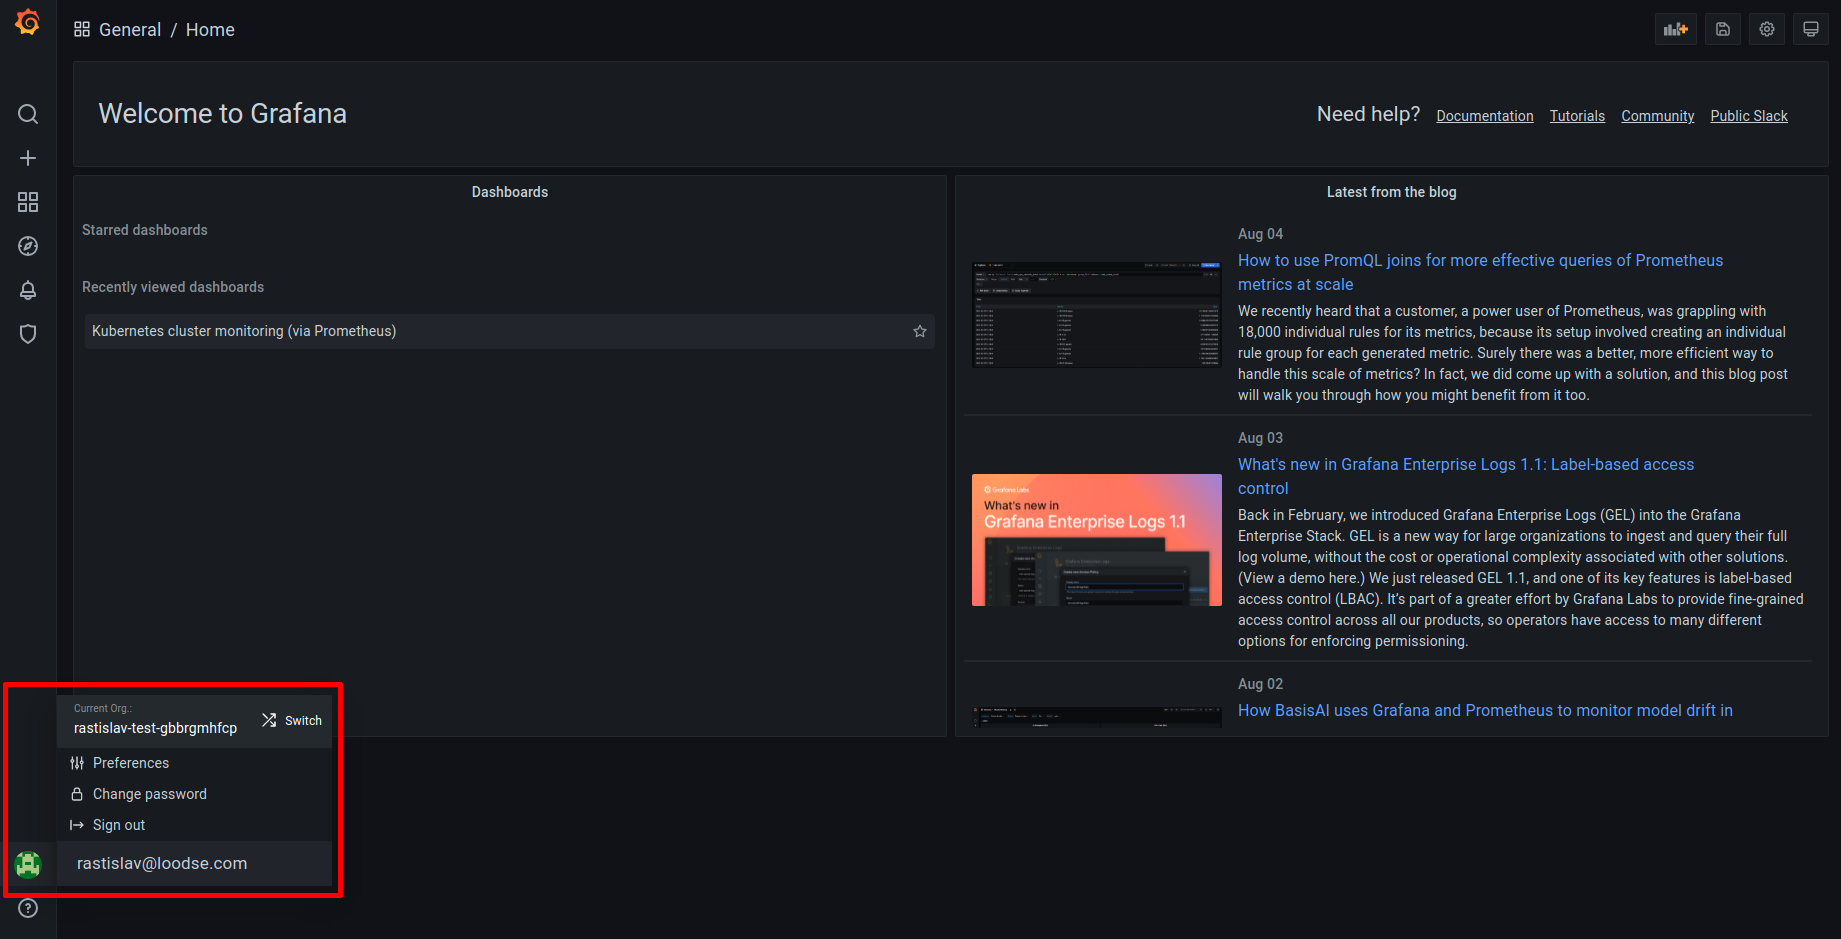 General / Home
Welcome to Grafana
Need help? Documentation Tutorials Community Public Slack
Dashboards
Starred dashboards
Recently viewed dashboards
Kubernetes cluster monitoring (via Prometheus)
Latest from the blog
Aug 04
How to use PromQL joins for more effective queries of Prometheus
metrics at scale
We recently heard that a customer, a power user of Prometheus, was grappling with
18,000 individual rules for its metrics, because its setup involved creating an individual
rule group for each generated metric. Surely there was a better, more efficient way to
handle this scale of metrics? In fact, we did come up with a solution, and this blog post
will walk you through how you might benefit from it too.
Aug 03
What's new in Grafana Enterprise Logs 1.1: Label-based access
control
Grafana Labs
What's new in
Grafana Enterprise Logs 1.1
Back in February, we introduced Grafana Enterprise Logs (GEL) into the Grafana
Enterprise Stack. GEL is a new way for large organizations to ingest and query their full
log volume, without the cost or operational complexity associated with other solutions.
(View a demo here.) We just released GEL 1.1, and one of its key features is label-based
access control (LBAC). It’s part of a greater effort by Grafana Labs to provide fine-grained
access control across all our products, so operators have access to many different
options for enforcing permissioning.
Aug 02
How BasisAI uses Grafana and Prometheus to monitor model drift in
Current Org.:
rastislav-test-gbbrgmhfcp
Switch
Preferences
Change password
Sign out
rastislav@loodse.com